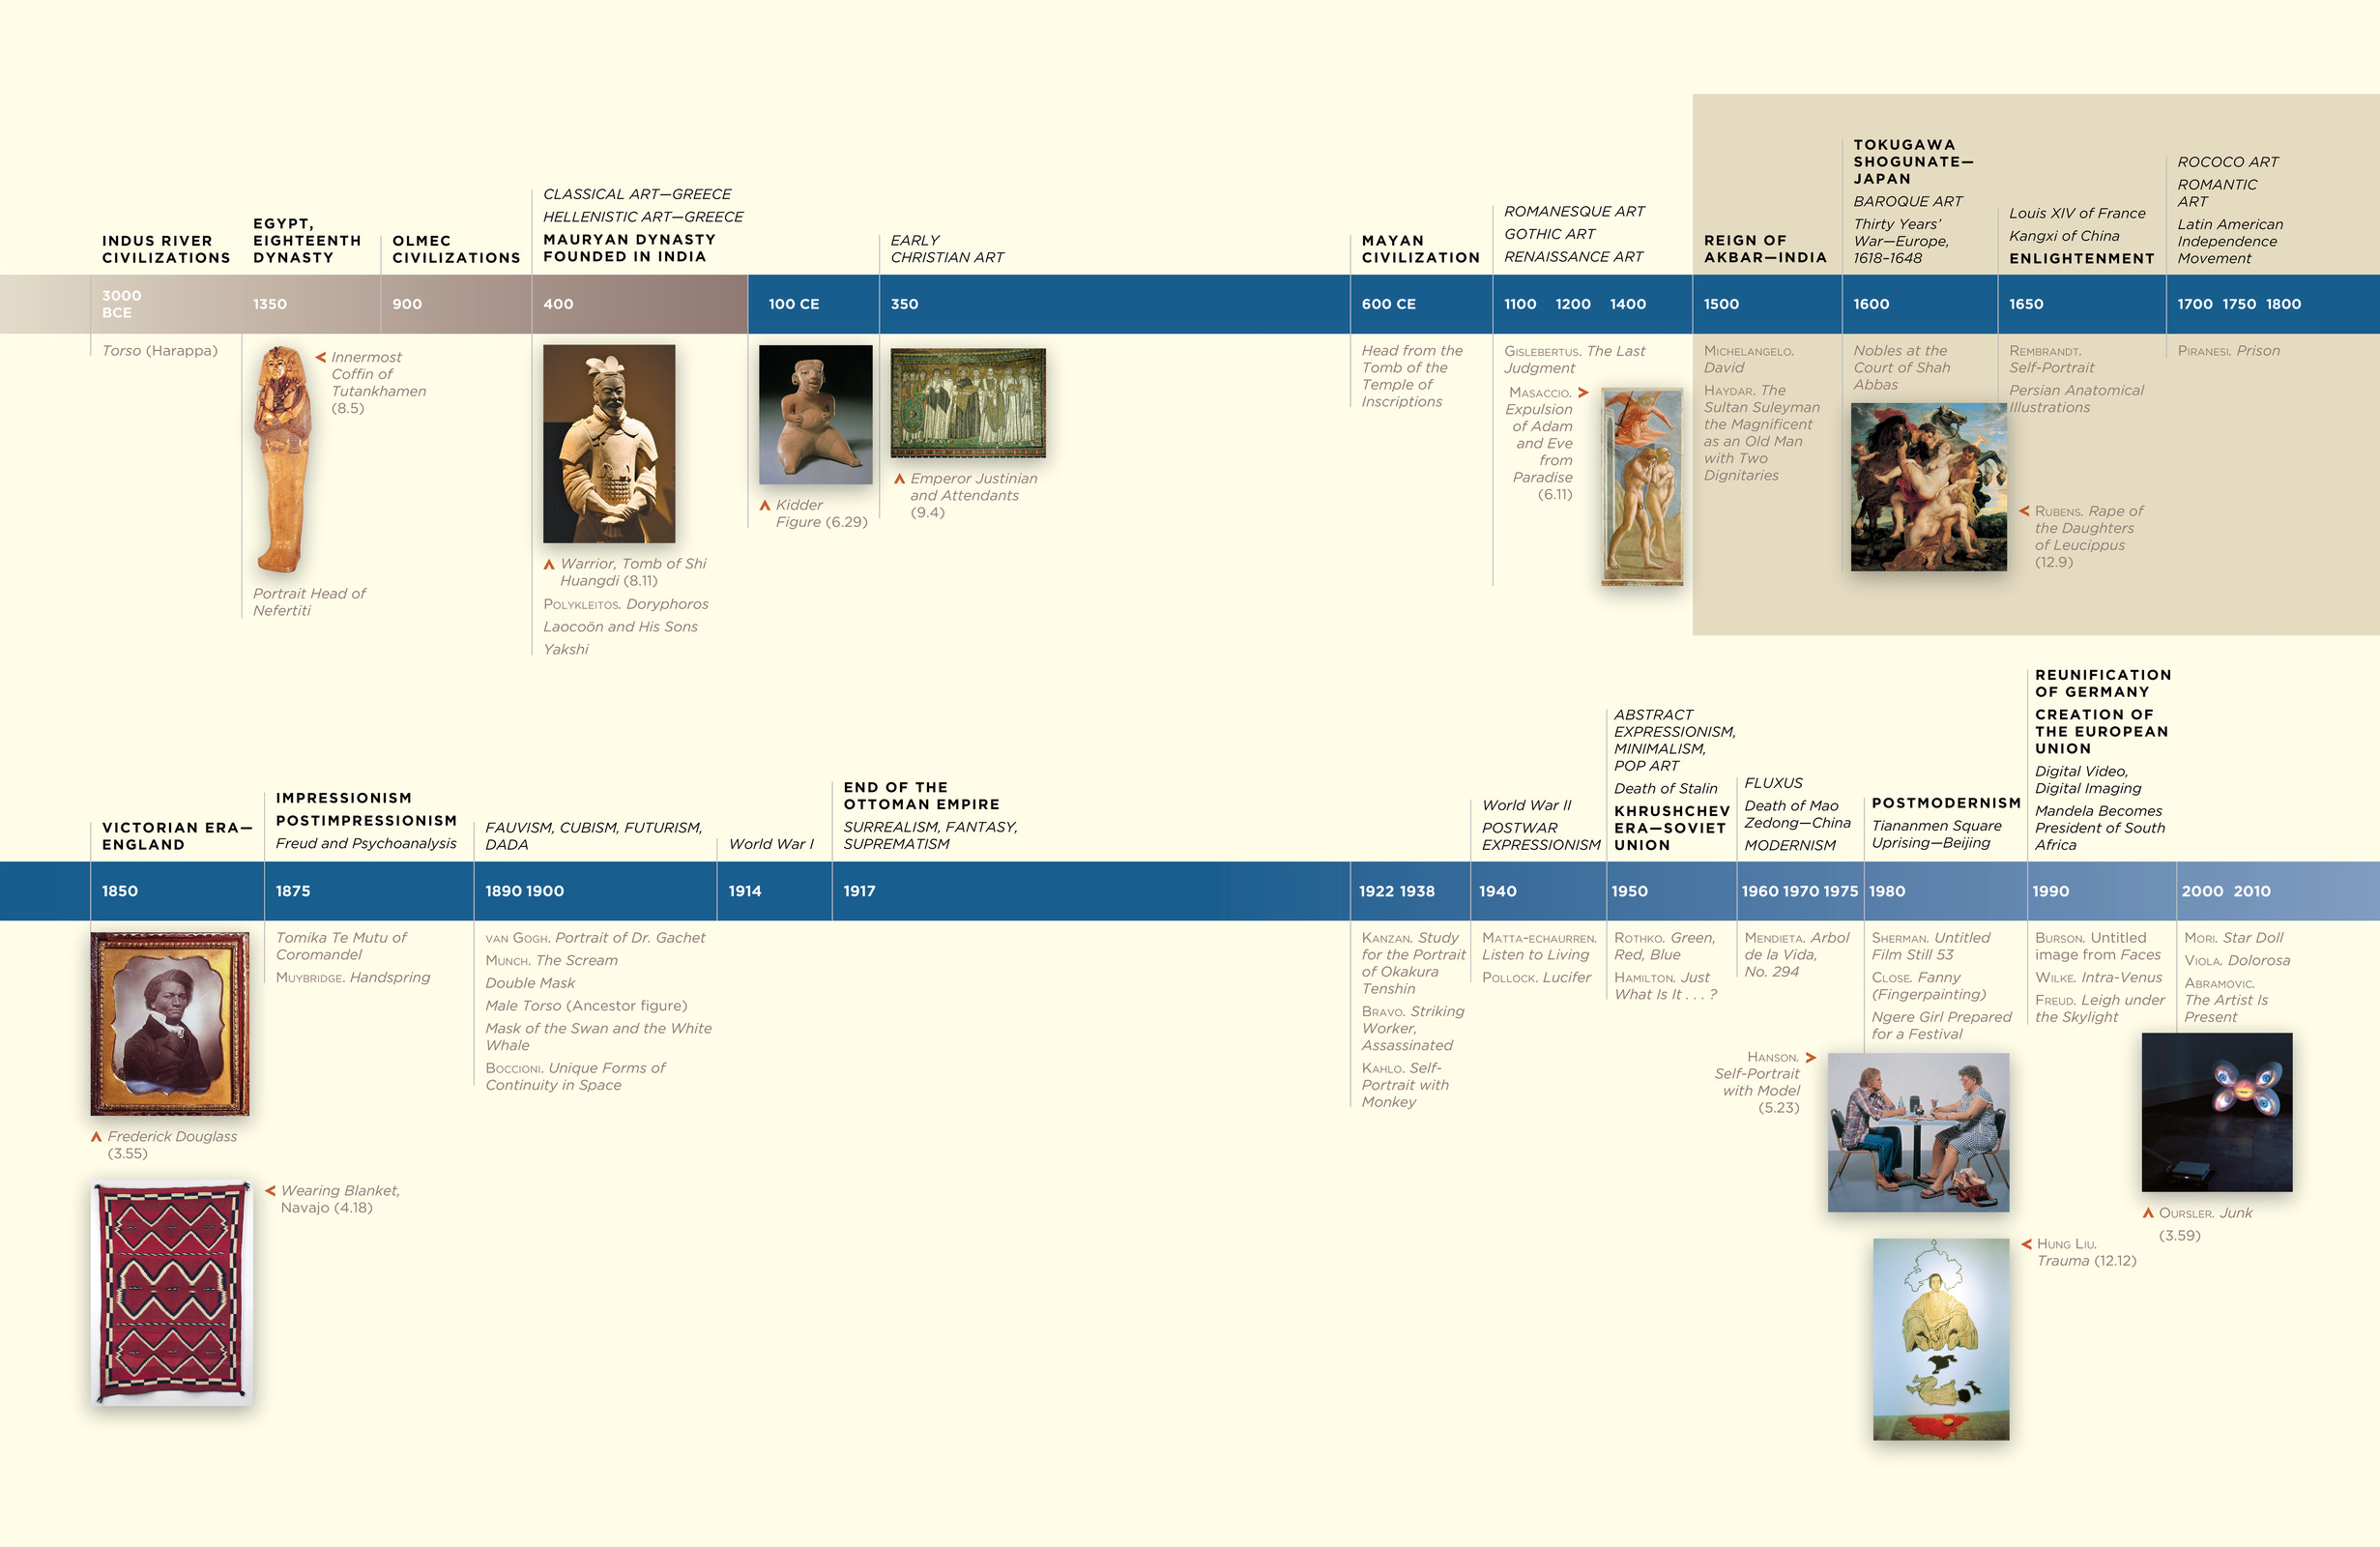 INDUS RIVER
CIVILIZATIONS
EGYPT,
EIGHTEENTH
DYNASTY
OLMEC
CIVILIZATIONS
CLASSICAL ART—GREECE
HELLENISTIC ART—GREECE
MAURYAN DYNASTY
FOUNDED IN INDIA
EARLY
CHRISTIAN ART
MAYAN
CIVILIZATION
ROMANESQUE ART
GOTHIC ART
RENAISSANCE ART
REIGN OF
AKBAR—INDIA
TOKUGAWA
SHOGUNATE—
JAPAN
BAROQUE ART
Thirty Years’
War—Europe,
1618–1648
Louis XIV of France
Kangxi of China
ENLIGHTENMENT
ROCOCO ART
ROMANTIC
ART
Latin American
Independence
Movement
3000
BCE
1350
900
400
100 CE
350
600 CE
1100 1200 1400
1500
1600
1650
1700 1750 1800
Torso (Harappa)
Innermost
Coffin of
Tutankhamen
(8.5)
Portrait Head of
Nefertiti
Warrior, Tomb of Shi
Huangdi (8.11)
POLYKLEITOS. Doryphoros
Laocoön and His Sons
Yakshi
Kidder
Figure (6.29)
Emperor Justinian
and Attendants
(9.4)
Head from the
Tomb of the
Temple of
Inscriptions
GISLEBERTUS. The Last
Judgment
MASACCIO.
Expulsion
of Adam
and Eve
from
Paradise
(6.11)
MICHELANGELO.
David
HAYDAR. The
Sultan Suleyman
the Magnificent
as an Old Man
with Two
Dignitaries
Nobles at the
Court of Shah
Abbas
REMBRANDT.
Self-Portrait
Persian Anatomical
Illustrations
RUBENS. Rape of
the Daughters
of Leucippus
(12.9)
PIRANESI. Prison
VICTORIAN ERA—
ENGLAND
IMPRESSIONISM
POSTIMPRESSIONISM
Freud and Psychoanalysis
FAUVISM, CUBISM, FUTURISM,
DADA
World War I
END OF THE
OTTOMAN EMPIRE
SURREALISM, FANTASY,
SUPREMATISM
World War II
POSTWAR
EXPRESSIONISM
ABSTRACT
EXPRESSIONISM,
MINIMALISM,
POP ART
Death of Stalin
KHRUSHCHEV
ERA—SOVIET
UNION
FLUXUS
Death of Mao
Zedong—China
MODERNISM
POSTMODERNISM
Tiananmen Square
Uprising—Beijing
REUNIFICATION
OF GERMANY
CREATION OF
THE EUROPEAN
UNION
Digital Video,
Digital Imaging
Mandela Becomes
President of South
Africa
1850
1875
1890 1900
1914
1917
1922 1938
1940
1950
1960 1970 1975
1980
1990
2000 2010
Frederick Douglass
(3.55)
Wearing Blanket,
Navajo (4.18)
Tomika Te Mutu of
Coromandel
MUYBRIDGE. Handspring
VAN GOGH. Portrait of Dr. Gachet
MUNCH. The Scream
Double Mask
Male Torso (Ancestor figure)
Mask of the Swan and the White
Whale
BOCCIONI. Unique Forms of
Continuity in Space
KANZAN. Study
for the Portrait
of Okakura
Tenshin
BRAVO. Striking
Worker,
Assassinated
KAHLO. Self-
Portrait with
Monkey
MATTA-ECHAURREN.
Listen to Living
POLLOCK. Lucifer
ROTHKO. Green,
Red, Blue
HAMILTON. Just
What Is It . . . ?
MENDIETA. Arbol
de la Vida,
No. 294
SHERMAN. Untitled
Film Still 53
CLOSE. Fanny
(Fingerpainting)
Ngere Girl Prepared
for a Festival
HANSON.
Self-Portrait
with Model
(5.23)
HUNG LIU.
Trauma (12.12)
BURSON. Untitled
image from Faces
WILKE. Intra-Venus
FREUD. Leigh under
the Skylight
MORI. Star Doll
VIOLA. Dolorosa
ABRAMOVIC.
The Artist Is
Present
OURSLER. Junk
(3.59)